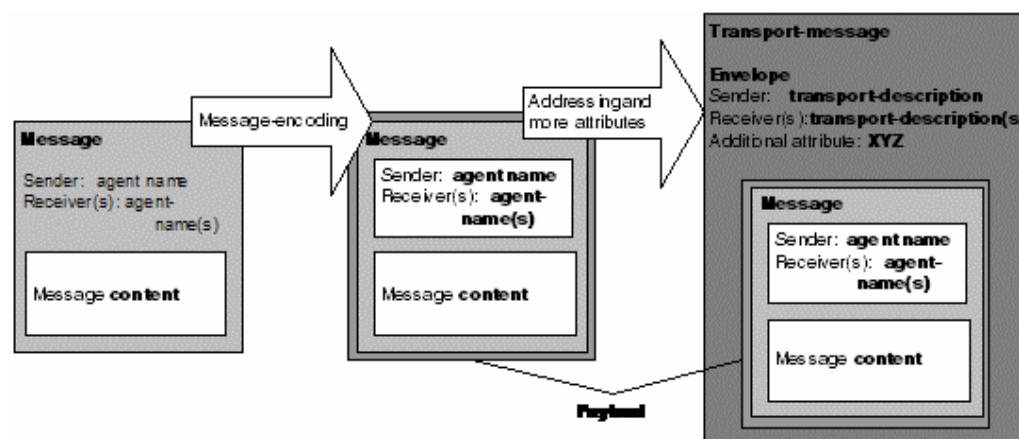 Message
Sender: agent name
Receiver(s): agent-
name(s)
Message content
Message-encoding
Message
Sender: agent name
Receiver(s): agent-
name(s)
Message content
Addressing and
more attributes
Transport-message
Envelope
Sender: transport-description
Receiver(s): transport-description(s
Additional attribute: XYZ
Message
Sender: agent name
Receiver(s): agent-
name(s)
Message content
Payload